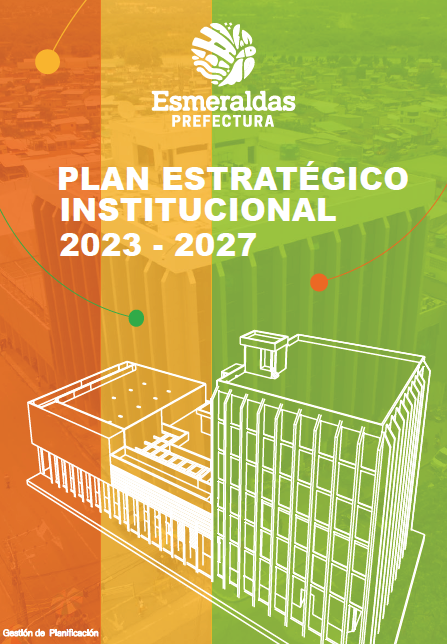 Esmeraldas
PREFECTURA
PLAN ESTRATÉGICO
INSTITUCIONAL
2023 - 2027
Gestión de Planificación